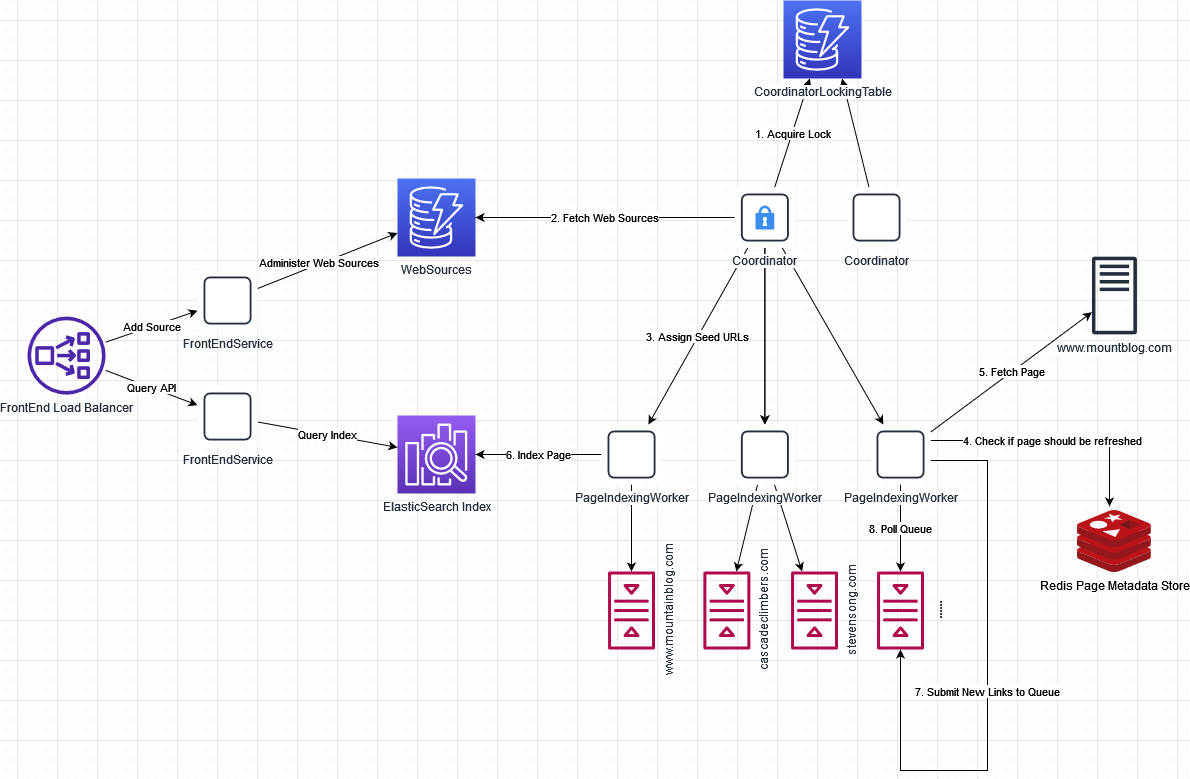 CoordinatorLockingTable
1. Acquire Lock
2. Fetch Web Sources
Administer Web Sources
WebSources
Coordinator
Coordinator
Add Source
FrontEndService
3. Assign Seed URLs
www.mountblog.com
5. Fetch Page
Query API
FrontEnd Load Balancer
Query Index
FrontEndService
4. Check if page should be refreshed
6. Index Page
ElasticSearch Index
PageIndexingWorker
PageIndexingWorker
PageIndexingWorker
8. Poll Queue
Redis Page Metadata Store
www.mountainblog.com
cascadeclimbers.com
stevensong.com
.....
7. Submit New Links to Queue